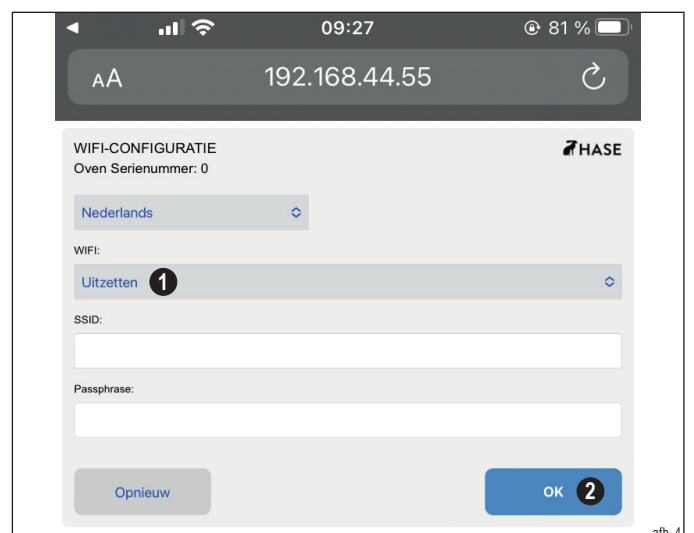 09:27
81 %
AA
192.168.44.55
WIFI-CONFIGURATIE
HASE
Oven Serienummer: 0
Nederlands
WIFI:
Uitzetten 1
SSID:
Passphrase:
Opnieuw
OK 2
afb. 4